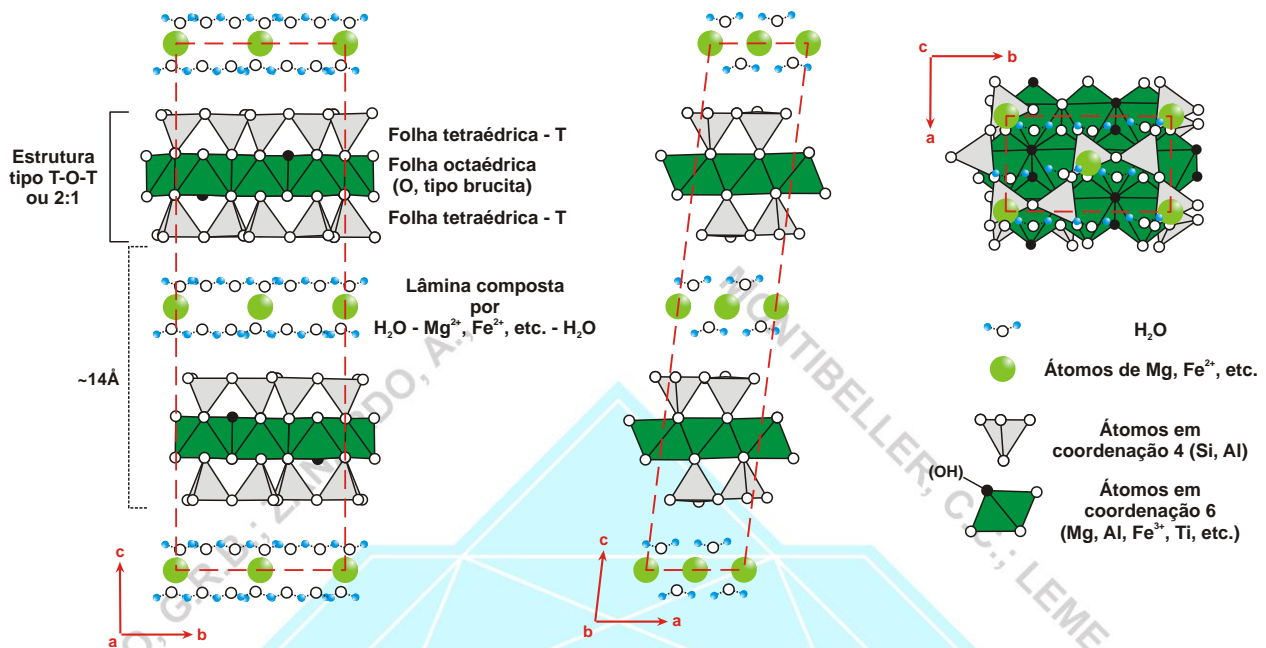 Estrutura
tipo T-O-T
ou 2:1
Folha tetraédrica - T
Folha octaédrica
(O, tipo brucita)
Folha tetraédrica - T
Lâmina composta
por
H₂O - Mg²⁺, Fe²⁺, etc. - H₂O
~14Å
c
a
b
c
b
a
c
b
a
H₂O
Átomos de Mg, Fe²⁺, etc.
Átomos em
coordenação 4 (Si, Al)
(OH)
Átomos em
coordenação 6
(Mg, Al, Fe³⁺, Ti, etc.)
O, G.R.B.; ZANARDO, A.;
MONTIBELLER, C.C.; LEME